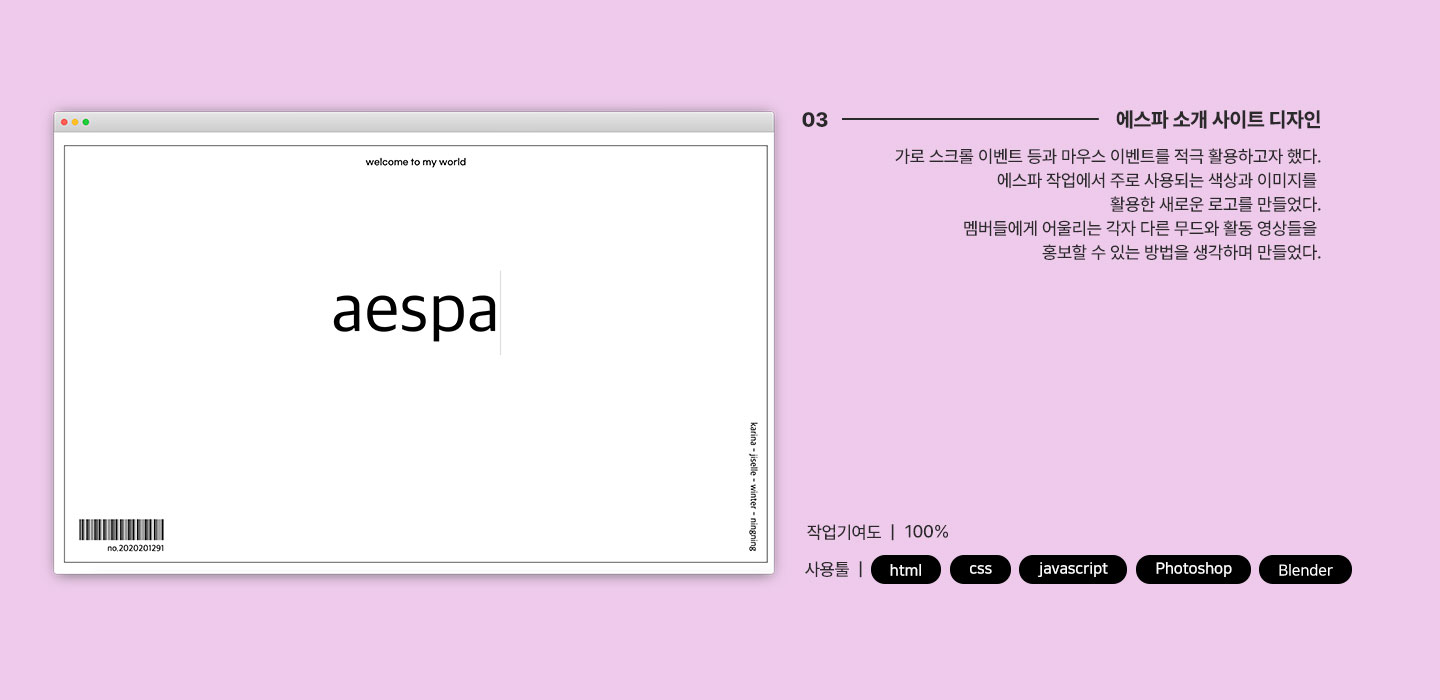 welcome to my world
aespa
karina - jiselle - winter - ningning
no.2020201291
03
에스파 소개 사이트 디자인
가로 스크롤 이벤트 등과 마우스 이벤트를 적극 활용하고자 했다.
에스파 작업에서 주로 사용되는 색상과 이미지를
활용한 새로운 로고를 만들었다.
멤버들에게 어울리는 각자 다른 무드와 활동 영상들을
홍보할 수 있는 방법을 생각하며 만들었다.
작업기여도 | 100%
사용툴 | html css javascript Photoshop Blender